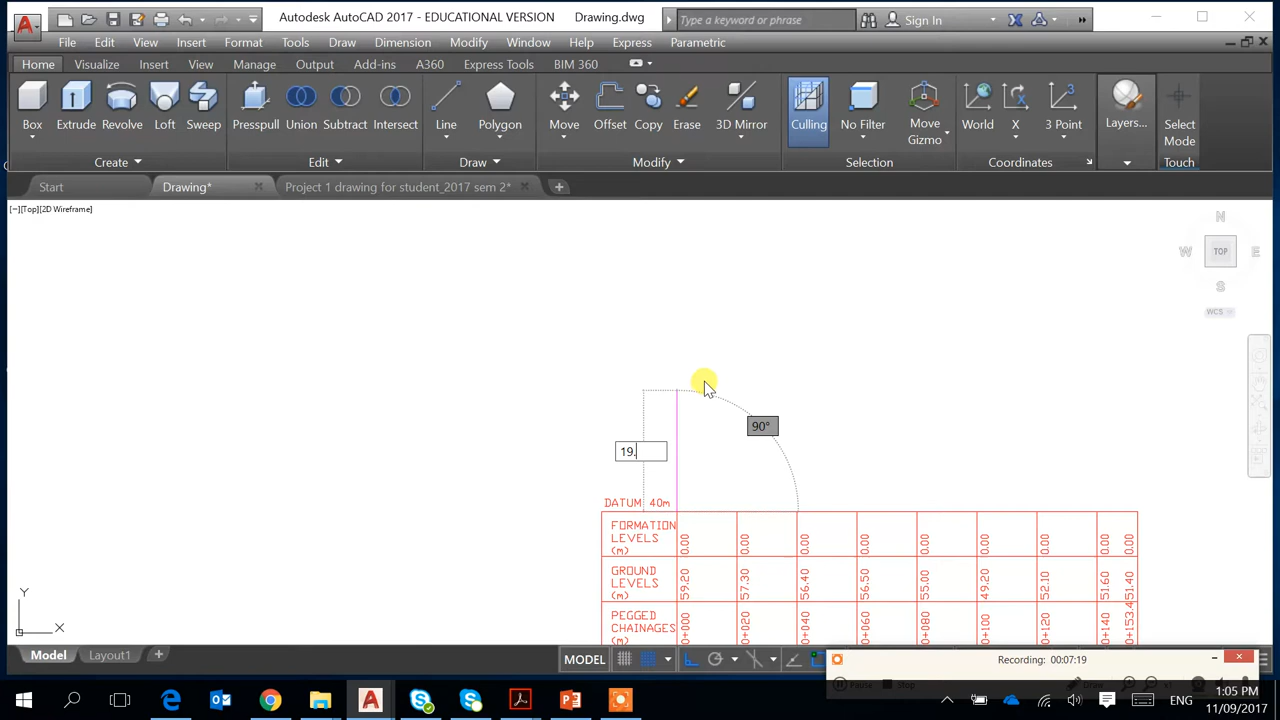 Autodesk AutoCAD 2017 - EDUCATIONAL VERSION Drawing.dwg
Type a keyword or phrase
Sign In
File Edit View Insert Format Tools Draw Dimension Modify Window Help Express Parametric
Home Visualize Insert View Manage Output Add-ins A360 Express Tools BIM 360
Box Extrude Revolve Loft Sweep Presspull Union Subtract Intersect Line Polygon Move Offset Copy Erase 3D Mirror Culling No Filter Move Gizmo World X 3 Point Layers... Select Mode
Create Edit Draw Modify Selection Coordinates Touch
Start Drawing* Project 1 drawing for student_2017 sem 2*
[−][Top][2D Wireframe]
N
W TOP E
S
WCS
90°
19.
DATUM 40m
FORMATION LEVELS (m) 0.00 0.00 0.00 0.00 0.00 0.00 0.00 0.00 0.00
GROUND LEVELS (m) 59.20 57.30 56.40 56.50 55.00 49.20 52.10 51.60 51.40
PEGGED CHAINAGES (m) 0+000 0+020 0+040 0+060 0+080 0+100 0+120 0+140 0+153.4
Y
X
Model Layout1
MODEL
Recording: 00:07:19
Pause Stop Draw x1
ENG
1:05 PM
11/09/2017